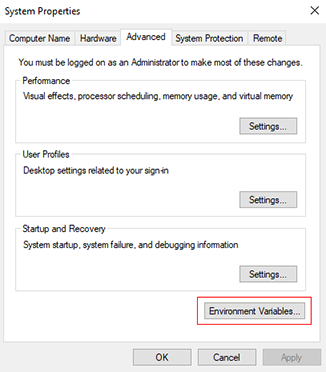 System Properties
Computer Name Hardware Advanced System Protection Remote
You must be logged on as an Administrator to make most of these changes.
Performance
Visual effects, processor scheduling, memory usage, and virtual memory
Settings...
User Profiles
Desktop settings related to your sign-in
Settings...
Startup and Recovery
System startup, system failure, and debugging information
Settings...
Environment Variables...
OK Cancel Apply